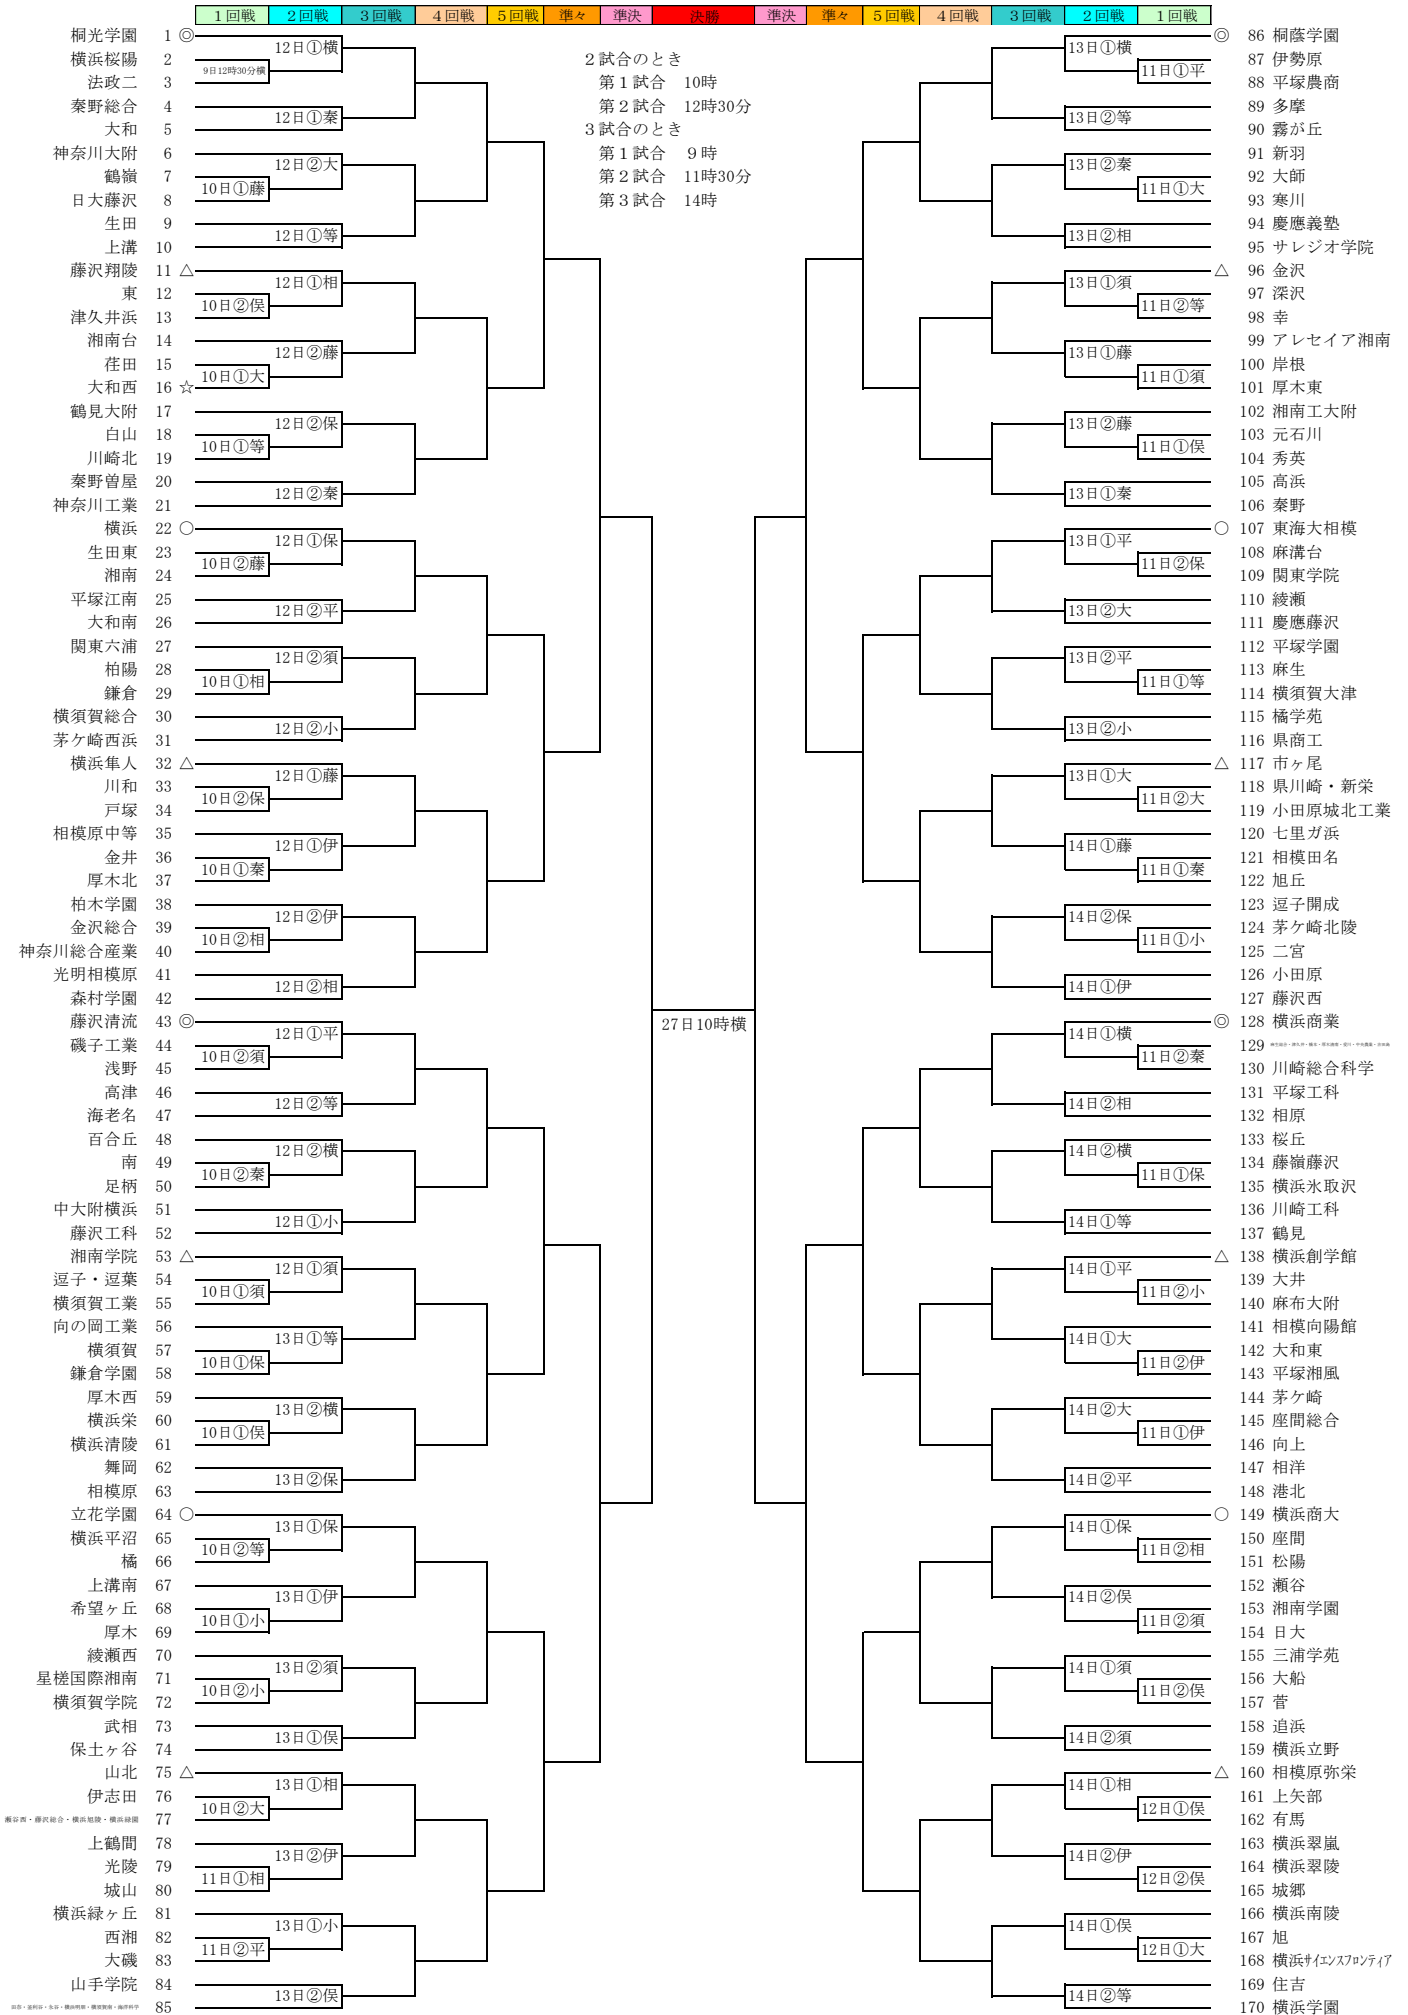 １回戦 ２回戦 ３回戦 ４回戦 ５回戦 準々 準決 決勝 準決 準々 ５回戦 ４回戦 ３回戦 ２回戦 １回戦
２試合のとき
第１試合 10時
第２試合 12時30分
３試合のとき
第１試合 ９時
第２試合 11時30分
第３試合 14時
桐光学園 1 ◎
12日①横
横浜桜陽 2
9日12時30分横
法政二 3
秦野総合 4
12日①秦
大和 5
神奈川大附 6
12日②大
鶴嶺 7
10日①藤
日大藤沢 8
生田 9
12日①等
上溝 10
藤沢翔陵 11 △
12日①相
東 12
10日②俣
津久井浜 13
湘南台 14
12日②藤
荏田 15
10日①大
大和西 16 ☆
鶴見大附 17
12日②保
白山 18
10日①等
川崎北 19
秦野曽屋 20
12日②秦
神奈川工業 21
横浜 22 ○
12日①保
生田東 23
10日②藤
湘南 24
平塚江南 25
12日②平
大和南 26
関東六浦 27
12日②須
柏陽 28
10日①相
鎌倉 29
横須賀総合 30
12日②小
茅ケ崎西浜 31
横浜隼人 32 △
12日①藤
川和 33
10日②保
戸塚 34
相模原中等 35
12日①伊
金井 36
10日①秦
厚木北 37
柏木学園 38
12日②伊
金沢総合 39
10日②相
神奈川総合産業 40
光明相模原 41
12日②相
森村学園 42
藤沢清流 43 ◎
12日①平
磯子工業 44
10日②須
浅野 45
高津 46
12日②等
海老名 47
百合丘 48
12日②横
南 49
10日②秦
足柄 50
中大附横浜 51
12日①小
藤沢工科 52
湘南学院 53 △
12日①須
逗子・逗葉 54
10日①須
横須賀工業 55
向の岡工業 56
13日①等
横須賀 57
10日①保
鎌倉学園 58
厚木西 59
13日②横
横浜栄 60
10日①俣
横浜清陵 61
舞岡 62
13日②保
相模原 63
立花学園 64 ○
13日①保
横浜平沼 65
10日②等
橘 66
上溝南 67
13日①伊
希望ヶ丘 68
10日①小
厚木 69
綾瀬西 70
13日②須
星槎国際湘南 71
10日②小
横須賀学院 72
武相 73
13日①俣
保土ヶ谷 74
山北 75 △
13日①相
伊志田 76
10日②大
瀬谷西・藤沢総合・横浜旭陵・横浜緑園 77
上鶴間 78
13日②伊
光陵 79
11日①相
城山 80
横浜緑ヶ丘 81
13日①小
西湘 82
11日②平
大磯 83
山手学院 84
13日②俣
85
27日10時横
◎ 86 桐蔭学園
13日①横
87 伊勢原
11日①平
88 平塚農商
89 多摩
13日②等
90 霧が丘
91 新羽
13日②秦
92 大師
11日①大
93 寒川
94 慶應義塾
13日②相
95 サレジオ学院
△ 96 金沢
13日①須
97 深沢
11日②等
98 幸
99 アレセイア湘南
13日①藤
100 岸根
11日①須
101 厚木東
102 湘南工大附
13日②藤
103 元石川
11日①俣
104 秀英
105 高浜
13日①秦
106 秦野
○ 107 東海大相模
13日①平
108 麻溝台
11日②保
109 関東学院
110 綾瀬
13日②大
111 慶應藤沢
112 平塚学園
13日②平
113 麻生
11日①等
114 横須賀大津
115 橘学苑
13日②小
116 県商工
△ 117 市ヶ尾
13日①大
118 県川崎・新栄
11日②大
119 小田原城北工業
120 七里ガ浜
14日①藤
121 相模田名
11日①秦
122 旭丘
123 逗子開成
14日②保
124 茅ケ崎北陵
11日①小
125 二宮
126 小田原
14日①伊
127 藤沢西
◎ 128 横浜商業
14日①横
129
11日②秦
130 川崎総合科学
131 平塚工科
14日②相
132 相原
133 桜丘
14日②横
134 藤嶺藤沢
11日①保
135 横浜氷取沢
136 川崎工科
14日①等
137 鶴見
△ 138 横浜創学館
14日①平
139 大井
11日②小
140 麻布大附
141 相模向陽館
14日①大
142 大和東
11日②伊
143 平塚湘風
144 茅ケ崎
14日②大
145 座間総合
11日①伊
146 向上
147 相洋
14日②平
148 港北
○ 149 横浜商大
14日①保
150 座間
11日②相
151 松陽
152 瀬谷
14日②俣
153 湘南学園
11日②須
154 日大
155 三浦学苑
14日①須
156 大船
11日②俣
157 菅
158 追浜
14日②須
159 横浜立野
△ 160 相模原弥栄
14日①相
161 上矢部
12日①俣
162 有馬
163 横浜翠嵐
14日②伊
164 横浜翠陵
12日②俣
165 城郷
166 横浜南陵
14日①俣
167 旭
12日①大
168 横浜ｻｲｴﾝｽﾌﾛﾝﾃｨｱ
169 住吉
14日②等
170 横浜学園